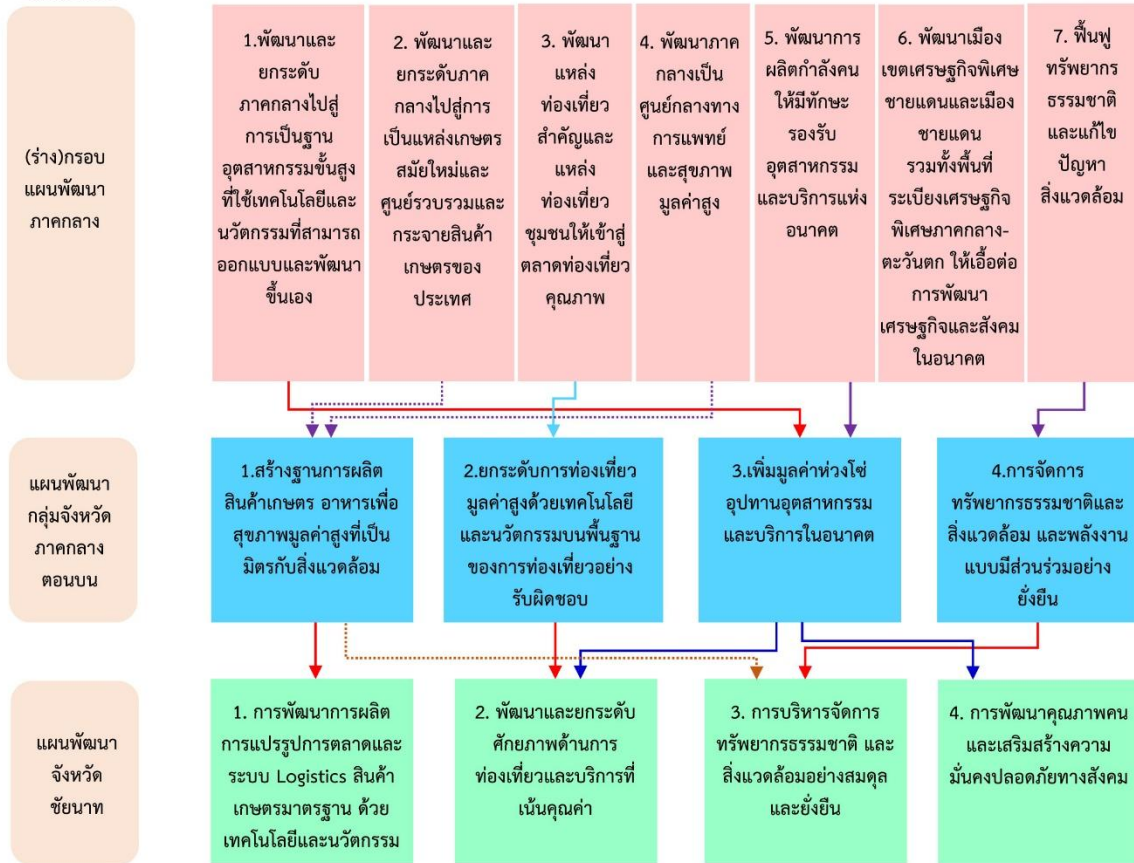 (ร่าง)กรอบ
แผนพัฒนา
ภาคกลาง
1.พัฒนาและ
ยกระดับ
ภาคกลางไปสู่
การเป็นฐาน
อุตสาหกรรมขั้นสูง
ที่ใช้เทคโนโลยีและ
นวัตกรรมที่สามารถ
ออกแบบและพัฒนา
ขึ้นเอง
2. พัฒนาและ
ยกระดับภาค
กลางไปสู่การ
เป็นแหล่งเกษตร
สมัยใหม่และ
ศูนย์รวบรวมและ
กระจายสินค้า
เกษตรของ
ประเทศ
3. พัฒนา
แหล่ง
ท่องเที่ยว
สำคัญและ
แหล่ง
ท่องเที่ยว
ชุมชนให้เข้าสู่
ตลาดท่องเที่ยว
คุณภาพ
4. พัฒนาภาค
กลางเป็น
ศูนย์กลางทาง
การแพทย์
และสุขภาพ
มูลค่าสูง
5. พัฒนาการ
ผลิตกำลังคน
ให้มีทักษะ
รองรับ
อุตสาหกรรม
และบริการแห่ง
อนาคต
6. พัฒนาเมือง
เขตเศรษฐกิจพิเศษ
ชายแดนและเมือง
ชายแดน
รวมทั้งพื้นที่
ระเบียงเศรษฐกิจ
พิเศษภาคกลาง-
ตะวันตก ให้เอื้อต่อ
การพัฒนา
เศรษฐกิจและสังคม
ในอนาคต
7. ฟื้นฟู
ทรัพยากร
ธรรมชาติ
และแก้ไข
ปัญหา
สิ่งแวดล้อม
แผนพัฒนา
กลุ่มจังหวัด
ภาคกลาง
ตอนบน
1.สร้างฐานการผลิต
สินค้าเกษตร อาหารเพื่อ
สุขภาพมูลค่าสูงที่เป็น
มิตรกับสิ่งแวดล้อม
2.ยกระดับการท่องเที่ยว
มูลค่าสูงด้วยเทคโนโลยี
และนวัตกรรมบนพื้นฐาน
ของการท่องเที่ยวอย่าง
รับผิดชอบ
3.เพิ่มมูลค่าห่วงโซ่
อุปทานอุตสาหกรรม
และบริการในอนาคต
4.การจัดการ
ทรัพยากรธรรมชาติและ
สิ่งแวดล้อม และพลังงาน
แบบมีส่วนร่วมอย่าง
ยั่งยืน
แผนพัฒนา
จังหวัด
ชัยนาท
1. การพัฒนาการผลิต
การแปรรูปการตลาดและ
ระบบ Logistics สินค้า
เกษตรมาตรฐาน ด้วย
เทคโนโลยีและนวัตกรรม
2. พัฒนาและยกระดับ
ศักยภาพด้านการ
ท่องเที่ยวและบริการที่
เน้นคุณค่า
3. การบริหารจัดการ
ทรัพยากรธรรมชาติ และ
สิ่งแวดล้อมอย่างสมดุล
และยั่งยืน
4. การพัฒนาคุณภาพคน
และเสริมสร้างความ
มั่นคงปลอดภัยทางสังคม